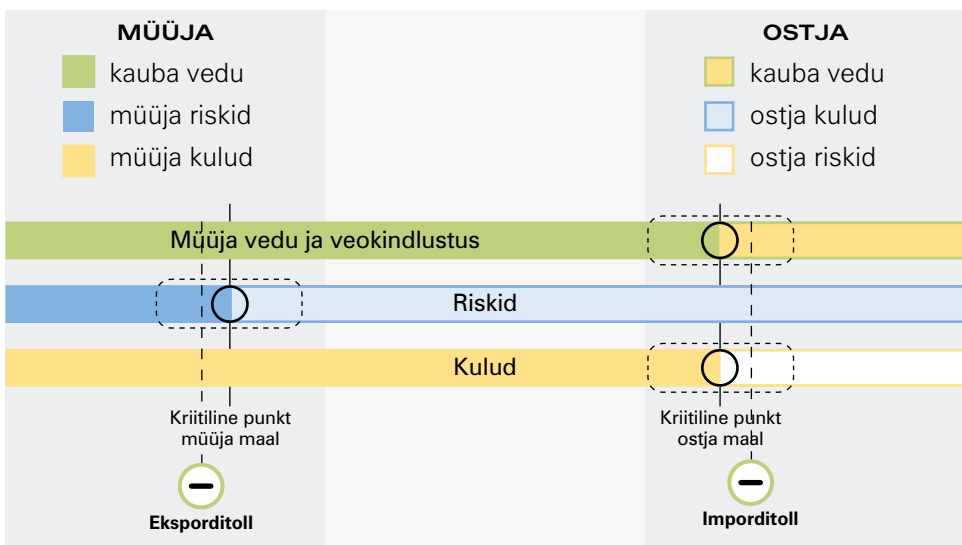 MÜÜJA
kauba vedu
müüja riskid
müüja kulud
OSTJA
kauba vedu
ostja kulud
ostja riskid
Müüja vedu ja veokindlustus
Riskid
Kulud
Kriitiline punkt
müüja maal
Kriitiline punkt
ostja maal
Eksporditoll
Imporditoll